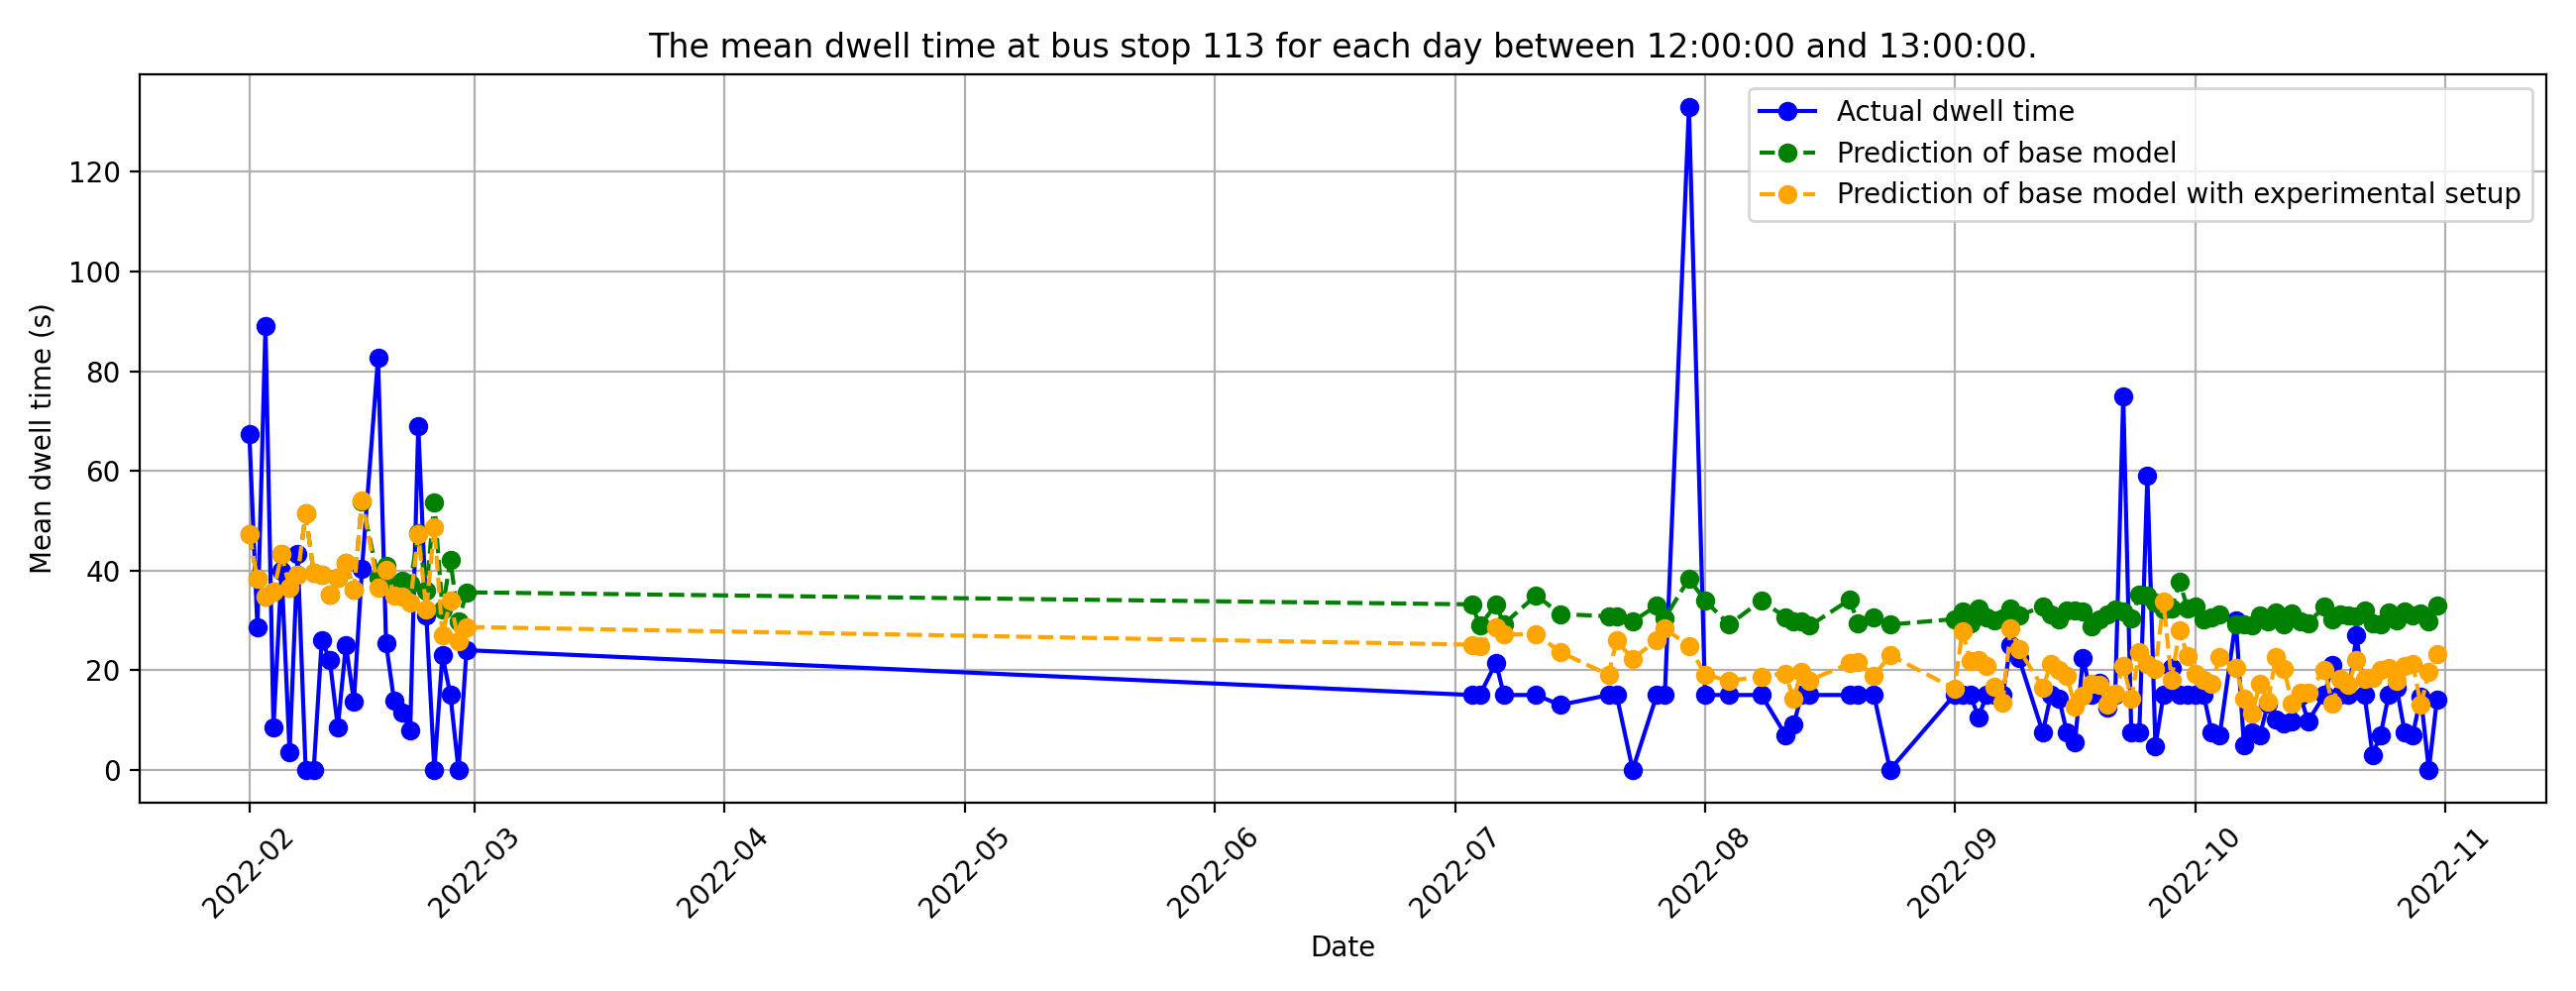 The mean dwell time at bus stop 113 for each day between 12:00:00 and 13:00:00.
Actual dwell time
Prediction of base model
Prediction of base model with experimental setup
Mean dwell time (s)
120
100
80
60
40
20
0
2022-02
2022-03
2022-04
2022-05
2022-06
2022-07
2022-08
2022-09
2022-10
2022-11
Date